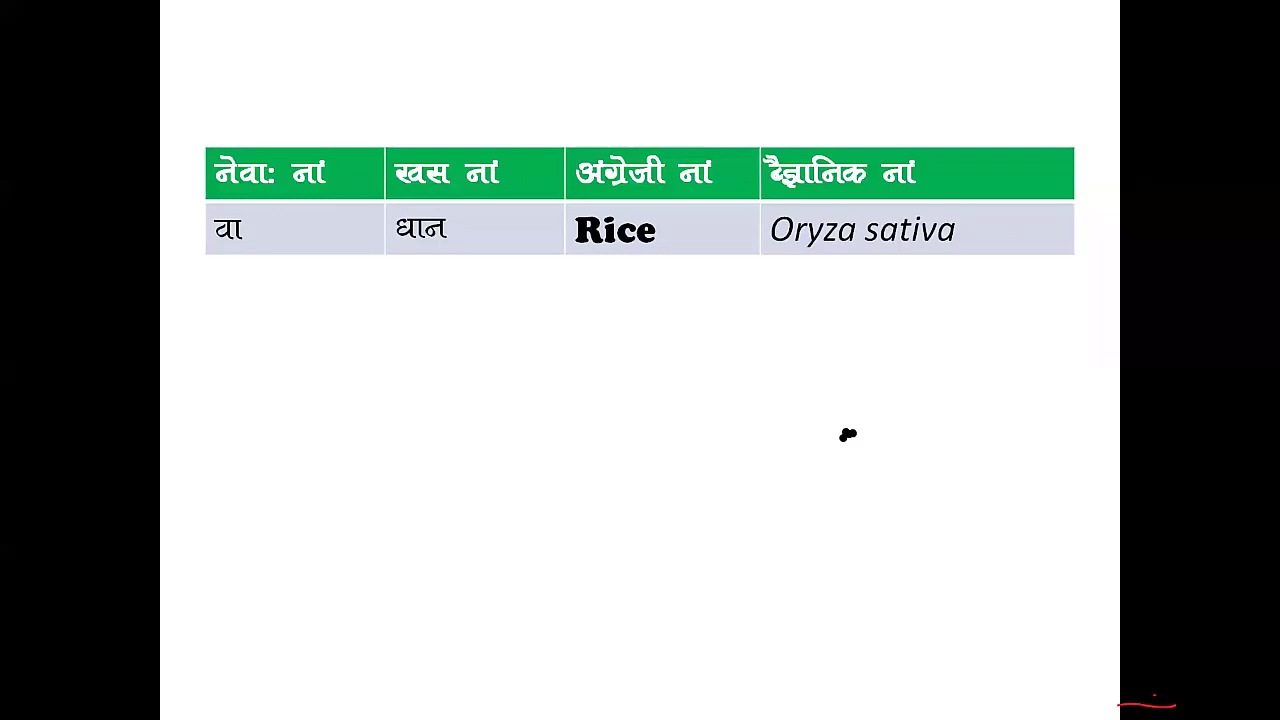 नेवाः नां खस नां अंग्रेजी नां वैज्ञानिक नां
वा धान Rice Oryza sativa